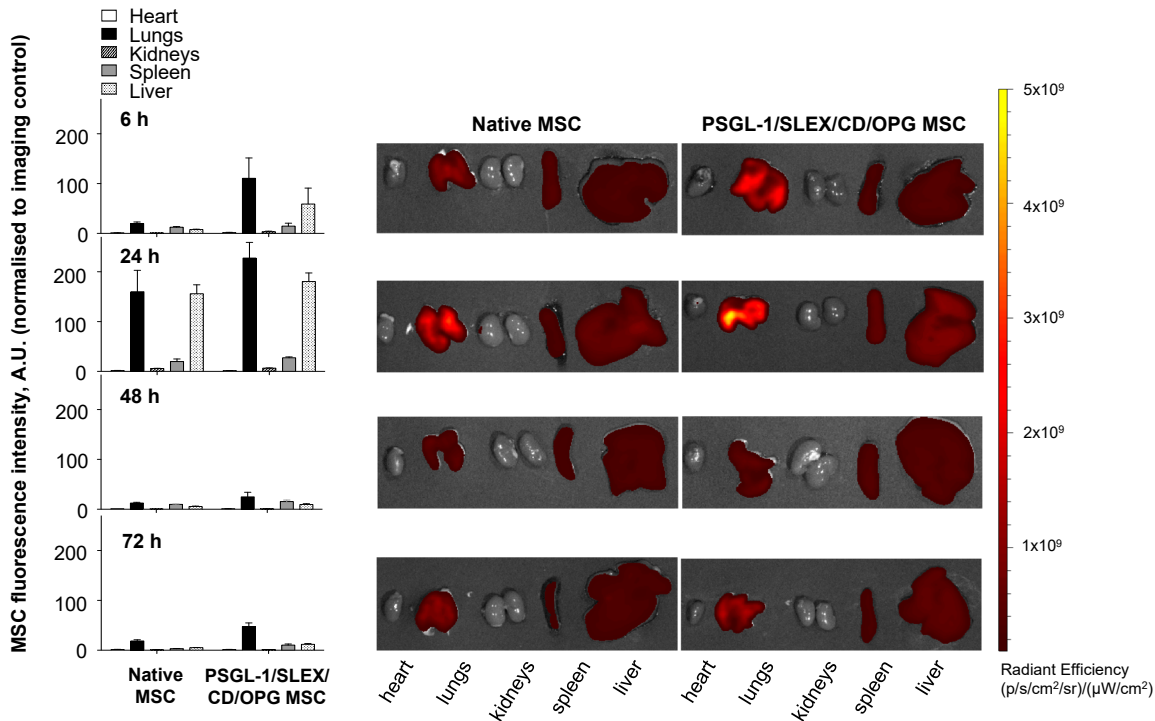 Heart
Lungs
Kidneys
Spleen
Liver
MSC fluorescence intensity, A.U. (normalised to imaging control)
6 h
200
100
0
24 h
200
100
0
48 h
200
100
0
72 h
200
100
0
Native
MSC
PSGL-1/SLEX/
CD/OPG MSC
Native MSC
PSGL-1/SLEX/CD/OPG MSC
heart
lungs
kidneys
spleen
liver
heart
lungs
kidneys
spleen
liver
5x10⁹
4x10⁹
3x10⁹
2x10⁹
1x10⁹
Radiant Efficiency
(p/s/cm²/sr)/(µW/cm²)